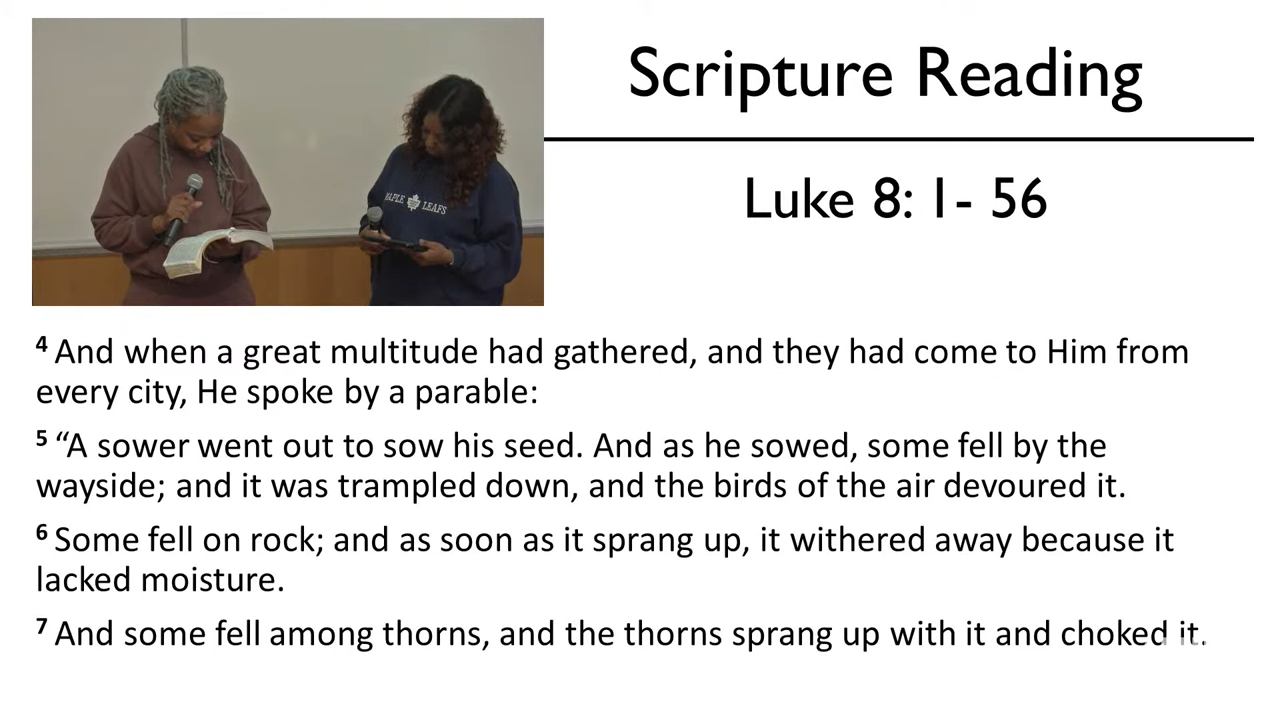 Scripture Reading
Luke 8: 1- 56
MAPLE LEAFS
4 And when a great multitude had gathered, and they had come to Him from
every city, He spoke by a parable:
5 “A sower went out to sow his seed. And as he sowed, some fell by the
wayside; and it was trampled down, and the birds of the air devoured it.
6 Some fell on rock; and as soon as it sprang up, it withered away because it
lacked moisture.
7 And some fell among thorns, and the thorns sprang up with it and choked it.